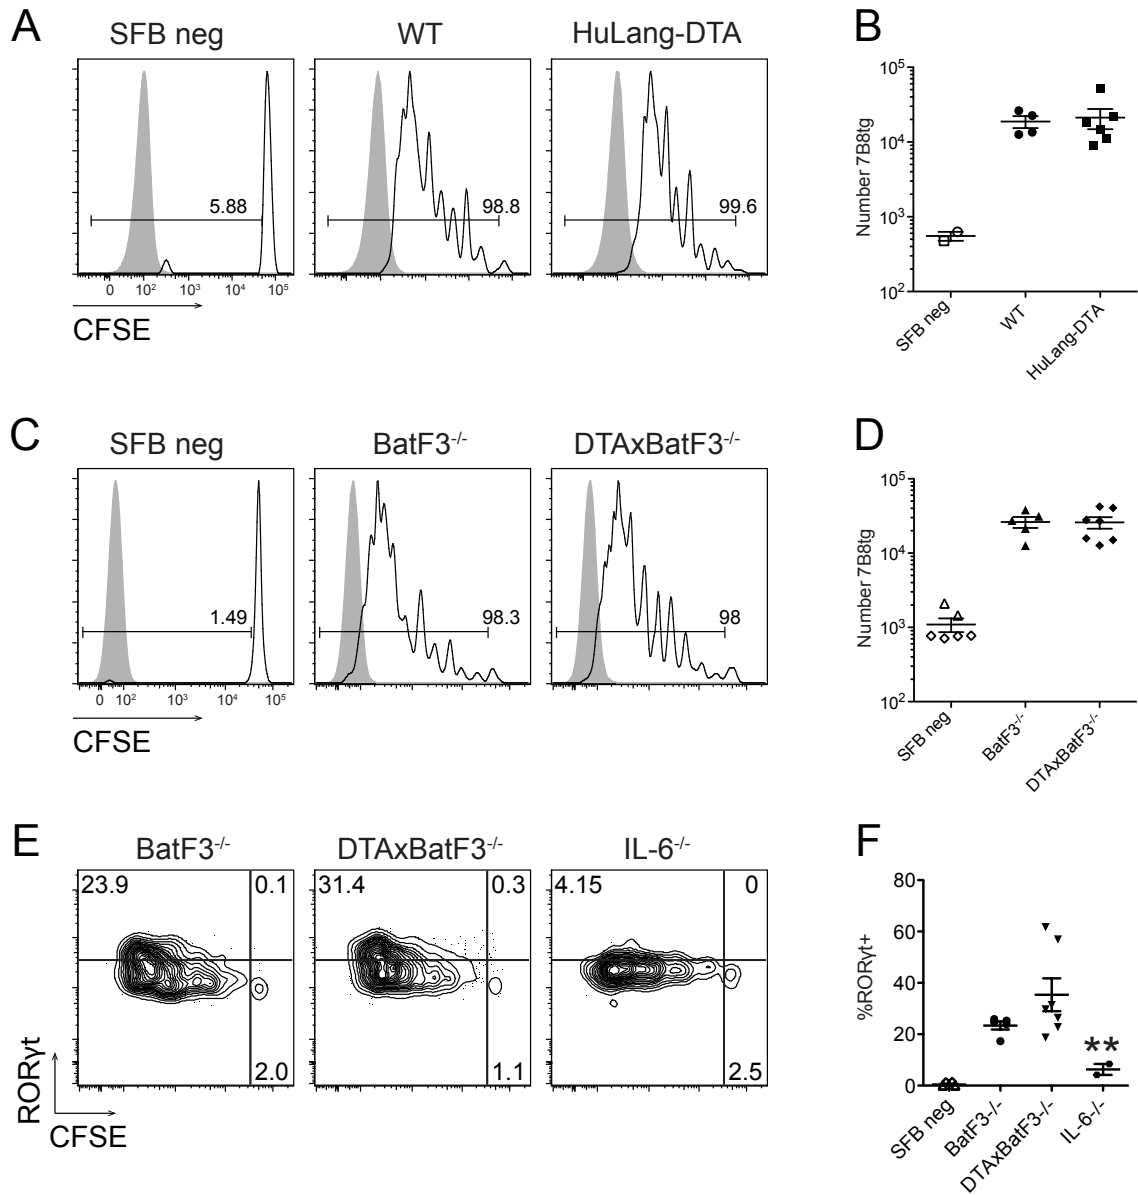 A
SFB neg
WT
HuLang-DTA
5.88
98.8
99.6
0 10² 10³ 10⁴ 10⁵
CFSE
B
Number 7B8tg
10⁵
10⁴
10³
10²
SFB neg
WT
HuLang-DTA
C
SFB neg
BatF3⁻/⁻
DTAxBatF3⁻/⁻
1.49
98.3
98
0 10² 10³ 10⁴ 10⁵
CFSE
D
Number 7B8tg
10⁵
10⁴
10³
10²
SFB neg
BatF3⁻/⁻
DTAxBatF3⁻/⁻
E
BatF3⁻/⁻
DTAxBatF3⁻/⁻
IL-6⁻/⁻
23.9 0.1
31.4 0.3
4.15 0
2.0
1.1
2.5
RORγt
CFSE
F
%RORγt+
80
60
40
20
0
**
SFB neg
BatF3-/-
DTAxBatF3-/-
IL-6-/-